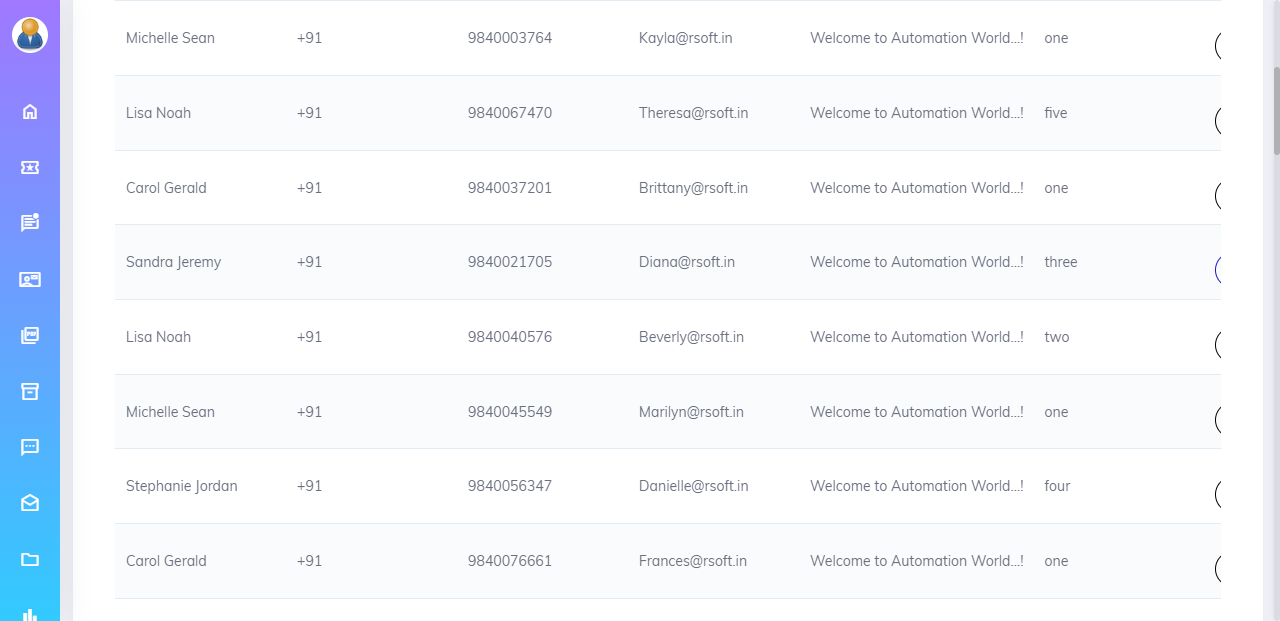 Michelle Sean +91 9840003764 Kayla@rsoft.in Welcome to Automation World...! one
Lisa Noah +91 9840067470 Theresa@rsoft.in Welcome to Automation World...! five
Carol Gerald +91 9840037201 Brittany@rsoft.in Welcome to Automation World...! one
Sandra Jeremy +91 9840021705 Diana@rsoft.in Welcome to Automation World...! three
Lisa Noah +91 9840040576 Beverly@rsoft.in Welcome to Automation World...! two
Michelle Sean +91 9840045549 Marilyn@rsoft.in Welcome to Automation World...! one
Stephanie Jordan +91 9840056347 Danielle@rsoft.in Welcome to Automation World...! four
Carol Gerald +91 9840076661 Frances@rsoft.in Welcome to Automation World...! one